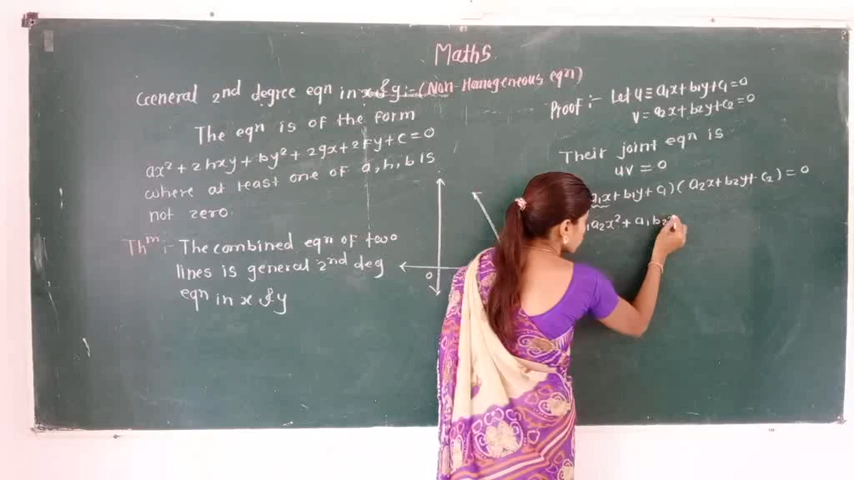 Maths
General 2nd degree eqn in x & y :- (Non-Homogeneous eqn)
The eqn is of the form
ax² + 2hxy + by² + 2gx + 2fy + c = 0
where at least one of a, h, b is
not zero.
Thm :- The combined eqn of two
lines is general 2nd deg
eqn in x & y
0
Proof :- Let u ≡ a₁x + b₁y + c₁ = 0
v = a₂x + b₂y + c₂ = 0
Their joint eqn is
uv = 0
a₁x + b₁y + c₁) ( a₂x + b₂y + c₂ ) = 0
a₂x² + a₁b₂